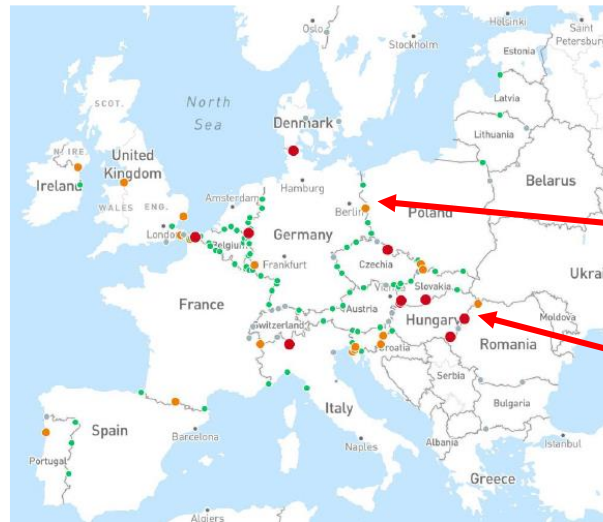 Oslo
Helsinki
Saint
Petersburg
Stockholm
Estonia
SCOT.
North
Sea
Latvia
Denmark
Lithuania
N. IRE.
United
Kingdom
Ireland
Hamburg
Belarus
Amsterdam
WALES
ENG.
Berlin
Poland
London
Germany
Belgium
Frankfurt
Czechia
Ukra
Slovakia
France
Austria
Switzerland
Hungary
Moldova
Croatia
Romania
Serbia
Italy
Bulgaria
Spain
Barcelona
Albania
Istanbul
Portugal
Naples
Greece
Algiers